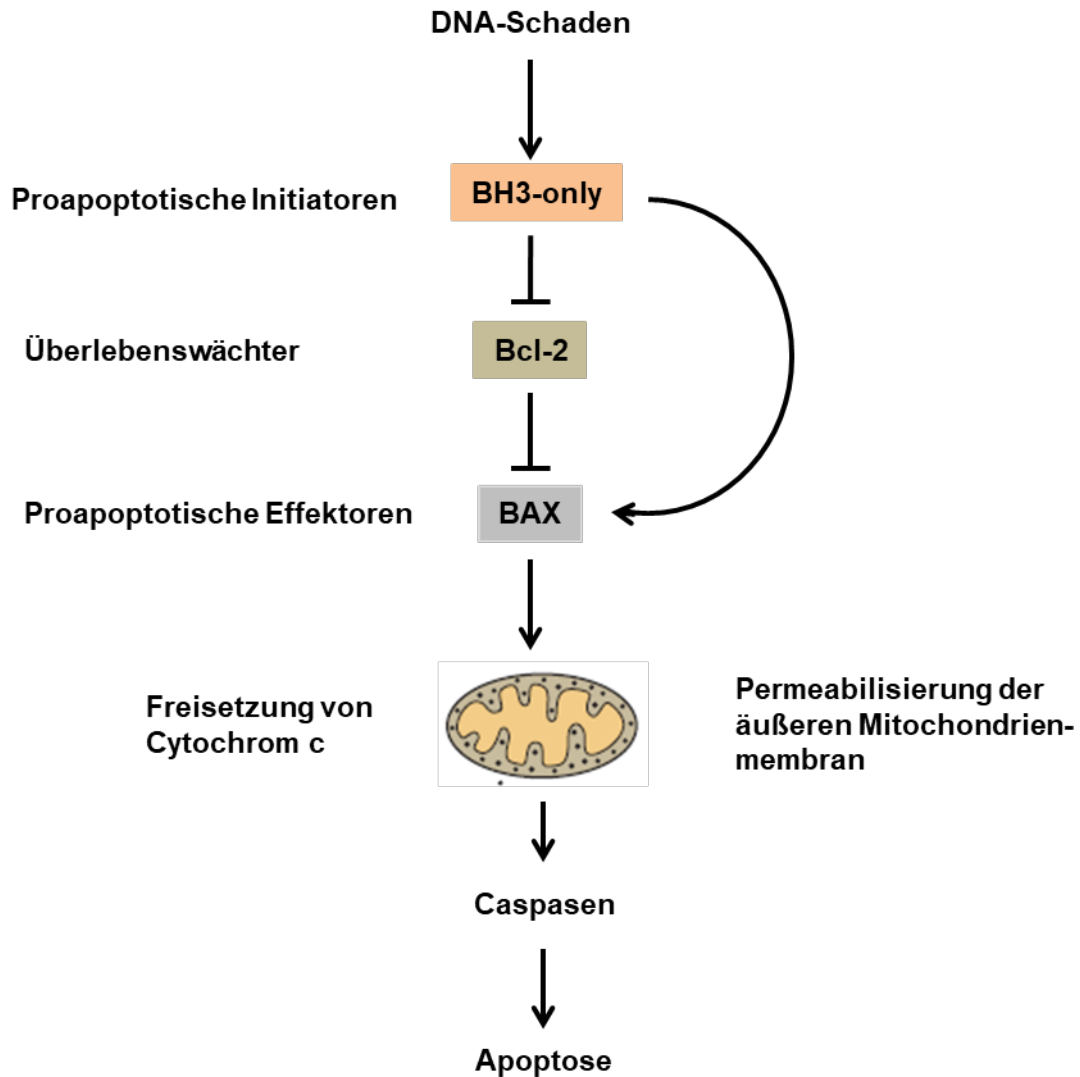 DNA-Schaden
Proapoptotische Initiatoren
BH3-only
Überlebenswächter
Bcl-2
Proapoptotische Effektoren
BAX
Freisetzung von
Cytochrom c
Permeabilisierung der
äußeren Mitochondrien-
membran
Caspasen
Apoptose